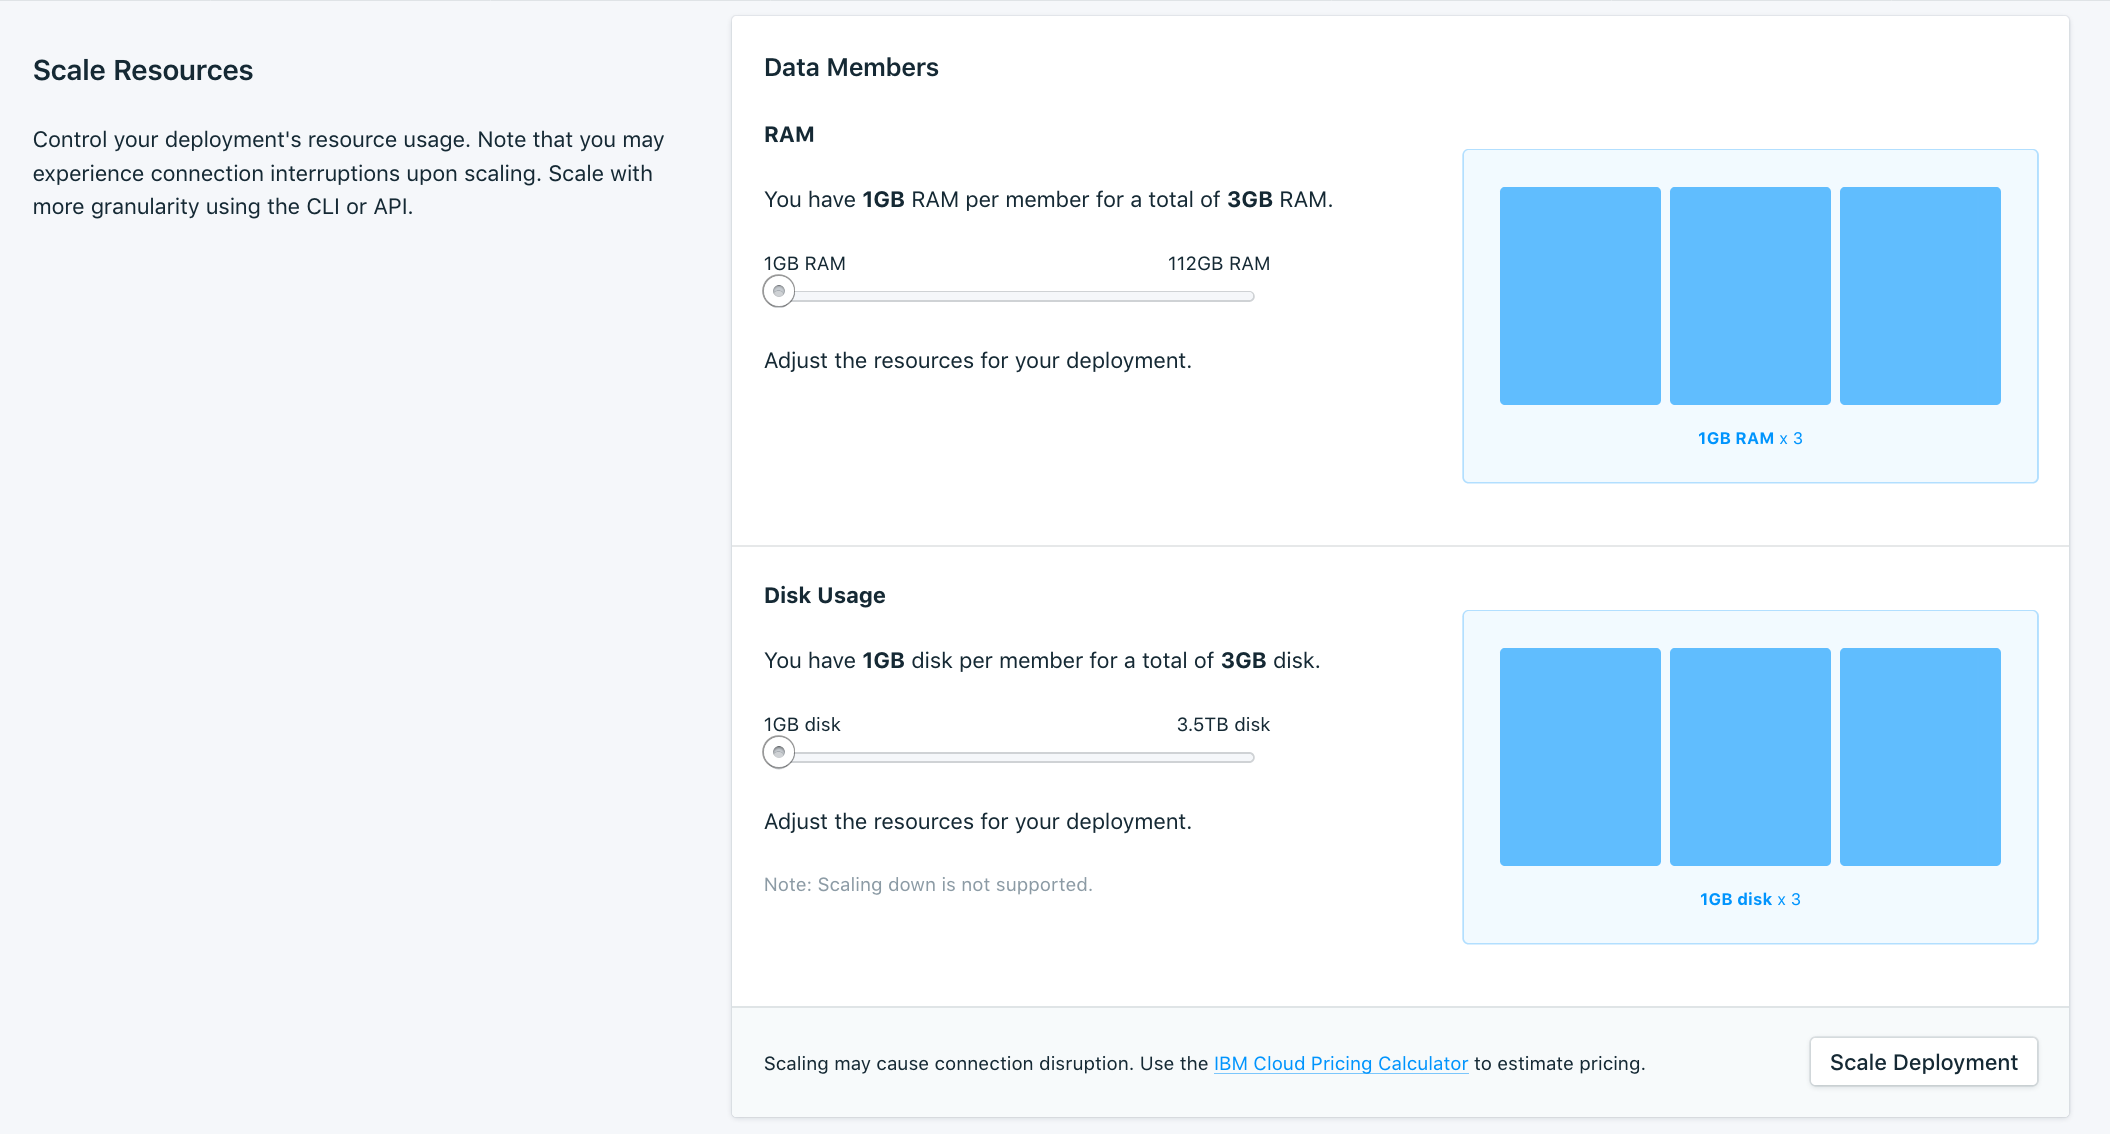 Scale Resources
Control your deployment's resource usage. Note that you may
experience connection interruptions upon scaling. Scale with
more granularity using the CLI or API.
Data Members
RAM
You have 1GB RAM per member for a total of 3GB RAM.
1GB RAM 112GB RAM
Adjust the resources for your deployment.
1GB RAM x 3
Disk Usage
You have 1GB disk per member for a total of 3GB disk.
1GB disk 3.5TB disk
Adjust the resources for your deployment.
Note: Scaling down is not supported.
1GB disk x 3
Scaling may cause connection disruption. Use the IBM Cloud Pricing Calculator to estimate pricing.
Scale Deployment